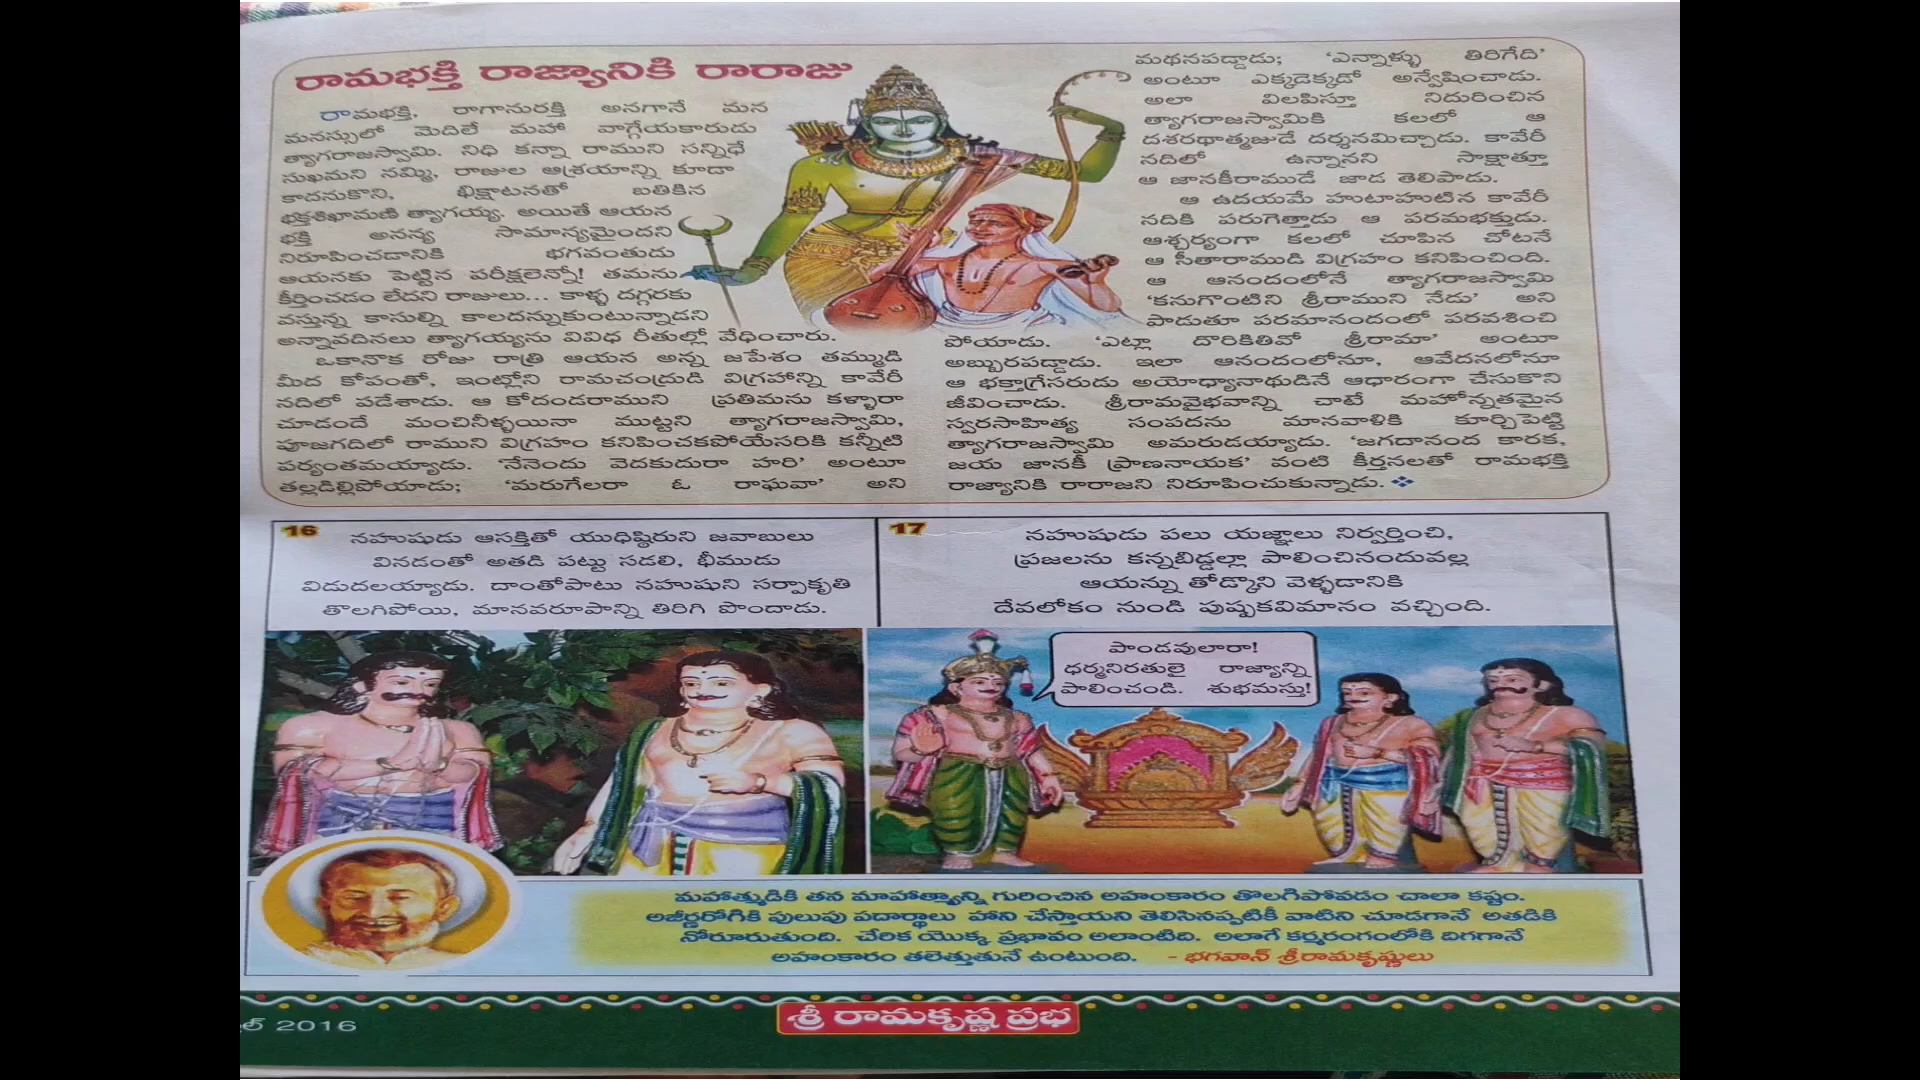 రామభక్తి రాజ్యానికి రారాజు
రామభక్తి, రాగానురక్తి అనగానే మన
మనస్సులో మెదిలే మహా వాగ్గేయకారుడు
త్యాగరాజస్వామి. నిధి కన్నా రాముని సన్నిధే
సుఖమని నమ్మి, రాజుల ఆశ్రయాన్ని కూడా
కాదనుకొని, భిక్షాటనతో బతికిన
భక్తశిఖామణి త్యాగయ్య. అయితే ఆయన
భక్తి అనన్య సామాన్యమైందని
నిరూపించడానికి భగవంతుడు
ఆయనకు పెట్టిన పరీక్షలెన్నో! తమను
కీర్తించడం లేదని రాజులు... కాళ్ళ దగ్గరకు
వస్తున్న కాసుల్ని కాలదన్నుకుంటున్నాడని
అన్నావదినలు త్యాగయ్యను వివిధ రీతుల్లో వేధించారు.
ఒకానొక రోజు రాత్రి ఆయన అన్న జపేశం తమ్ముడి
మీద కోపంతో, ఇంట్లోని రామచంద్రుడి విగ్రహాన్ని కావేరీ
నదిలో పడేశాడు. ఆ కోదండరాముని ప్రతిమను కళ్ళారా
చూడందే మంచినీళ్ళయినా ముట్టని త్యాగరాజస్వామి,
పూజగదిలో రాముని విగ్రహం కనిపించకపోయేసరికి కన్నీటి
పర్యంతమయ్యాడు. 'నేనెందు వెదకుదురా హరి' అంటూ
తల్లడిల్లిపోయాడు; 'మరుగేలరా ఓ రాఘవా' అని
మథనపడ్డాడు; 'ఎన్నాళ్ళు తిరిగేది'
అంటూ ఎక్కడెక్కడో అన్వేషించాడు.
అలా విలపిస్తూ నిదురించిన
త్యాగరాజస్వామికి కలలో ఆ
దశరథాత్మజుడే దర్శనమిచ్చాడు. కావేరీ
నదిలో ఉన్నానని సాక్షాత్తూ
ఆ జానకీరాముడే జాడ తెలిపాడు.
ఆ ఉదయమే హుటాహుటిన కావేరీ
నదికి పరుగెత్తాడు ఆ పరమభక్తుడు.
ఆశ్చర్యంగా కలలో చూపిన చోటనే
ఆ సీతారాముడి విగ్రహం కనిపించింది.
ఆ ఆనందంలోనే త్యాగరాజస్వామి
'కనుగొంటిని శ్రీరాముని నేడు' అని
పాడుతూ పరమానందంలో పరవశించి
పోయాడు. 'ఎట్లా దొరికితివో శ్రీరామా' అంటూ
అబ్బురపడ్డాడు. ఇలా ఆనందంలోనూ, ఆవేదనలోనూ
ఆ భక్తాగ్రేసరుడు అయోధ్యానాథుడినే ఆధారంగా చేసుకొని
జీవించాడు. శ్రీరామవైభవాన్ని చాటే మహోన్నతమైన
స్వరసాహిత్య సంపదను మానవాళికి కూర్చిపెట్టి
త్యాగరాజస్వామి అమరుడయ్యాడు. 'జగదానంద కారక,
జయ జానకీ ప్రాణనాయక' వంటి కీర్తనలతో రామభక్తి
రాజ్యానికి రారాజని నిరూపించుకున్నాడు.
16
నహుషుడు ఆసక్తితో యుధిష్ఠిరుని జవాబులు
వినడంతో అతడి పట్టు సడలి, భీముడు
విడుదలయ్యాడు. దాంతోపాటు నహుషుని సర్పాకృతి
తొలగిపోయి, మానవరూపాన్ని తిరిగి పొందాడు.
17
నహుషుడు పలు యజ్ఞాలు నిర్వర్తించి,
ప్రజలను కన్నబిడ్డల్లా పాలించినందువల్ల
ఆయన్ను తోడ్కొని వెళ్ళడానికి
దేవలోకం నుండి పుష్పకవిమానం వచ్చింది.
పాండవులారా!
ధర్మనిరతులై రాజ్యాన్ని
పాలించండి. శుభమస్తు!
మహాత్ముడికి తన మాహాత్మ్యాన్ని గురించిన అహంకారం తొలగిపోవడం చాలా కష్టం.
అజీర్ణరోగికి పులుపు పదార్థాలు హాని చేస్తాయని తెలిసినప్పటికీ వాటిని చూడగానే అతడికి
నోరూరుతుంది. చేరిక యొక్క ప్రభావం అలాంటిది. అలాగే కర్మరంగంలోకి దిగగానే
అహంకారం తలెత్తుతునే ఉంటుంది. - భగవాన్ శ్రీరామకృష్ణులు
2016
శ్రీ రామకృష్ణ ప్రభ